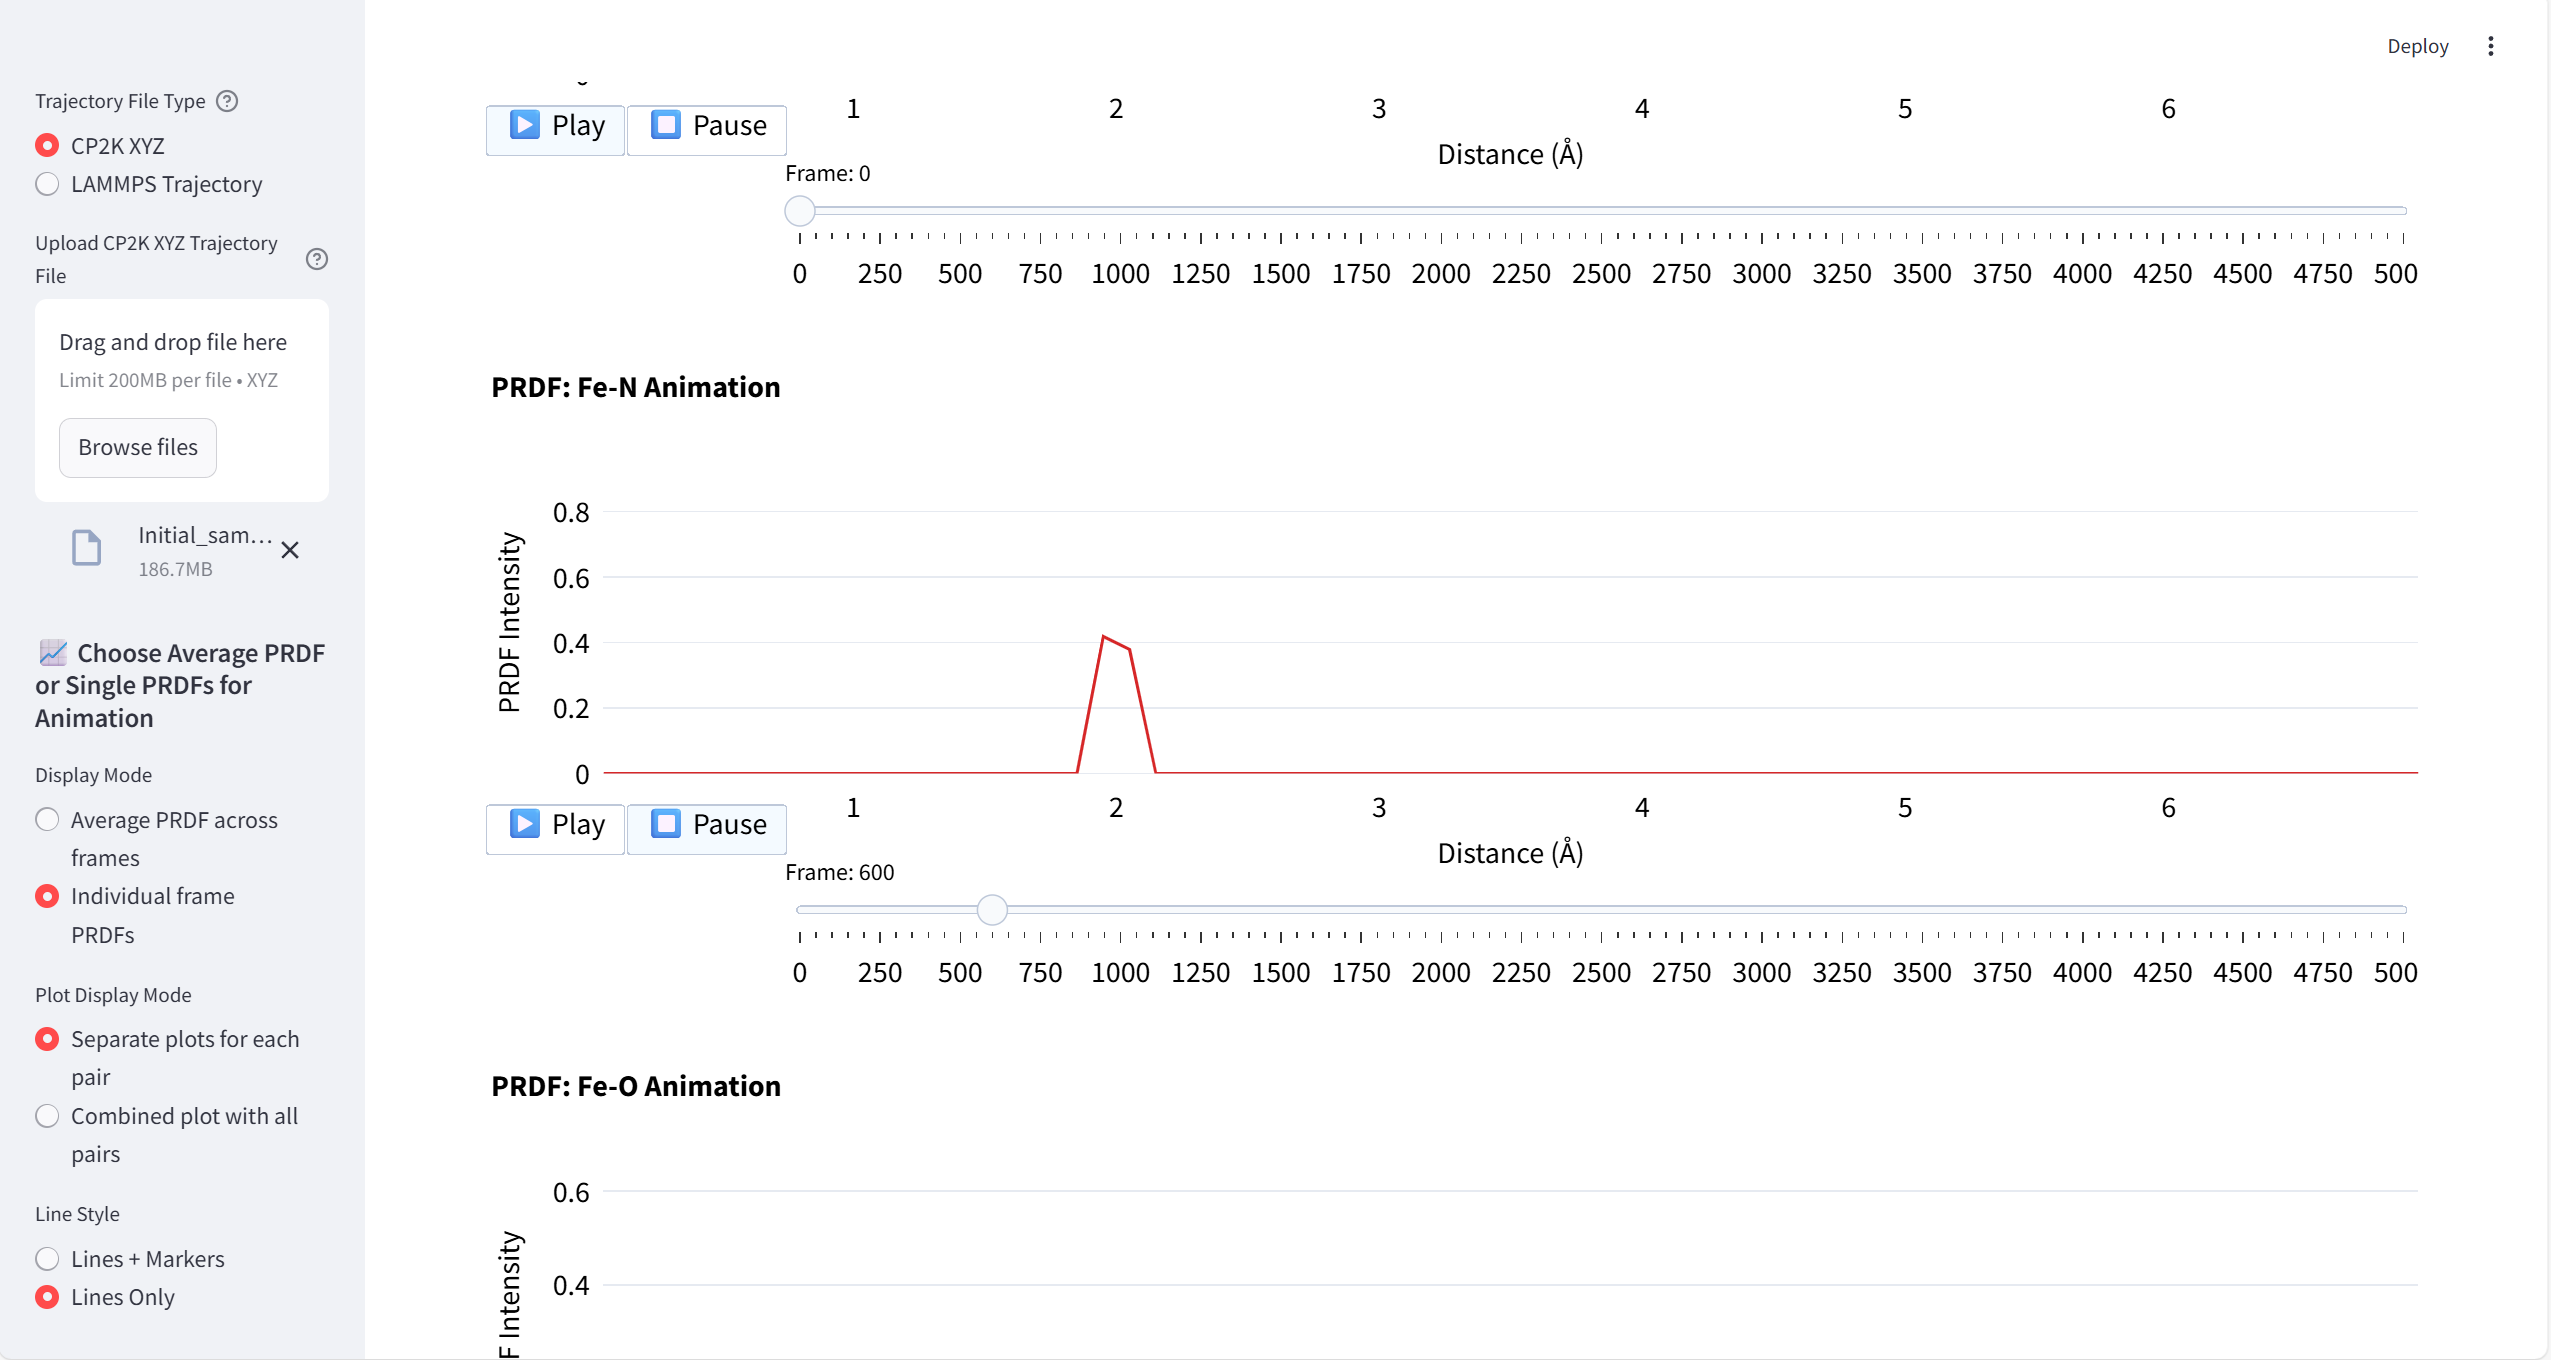 Deploy
Trajectory File Type
CP2K XYZ
LAMMPS Trajectory
Upload CP2K XYZ Trajectory
File
Drag and drop file here
Limit 200MB per file • XYZ
Browse files
Initial_sam...
186.7MB
Choose Average PRDF
or Single PRDFs for
Animation
Display Mode
Average PRDF across
frames
Individual frame
PRDFs
Plot Display Mode
Separate plots for each
pair
Combined plot with all
pairs
Line Style
Lines + Markers
Lines Only
1 2 3 4 5 6
Play Pause
Distance (Å)
Frame: 0
0 250 500 750 1000 1250 1500 1750 2000 2250 2500 2750 3000 3250 3500 3750 4000 4250 4500 4750 500
PRDF: Fe-N Animation
PRDF Intensity
0.8
0.6
0.4
0.2
0
1 2 3 4 5 6
Play Pause
Distance (Å)
Frame: 600
0 250 500 750 1000 1250 1500 1750 2000 2250 2500 2750 3000 3250 3500 3750 4000 4250 4500 4750 500
PRDF: Fe-O Animation
F Intensity
0.6
0.4